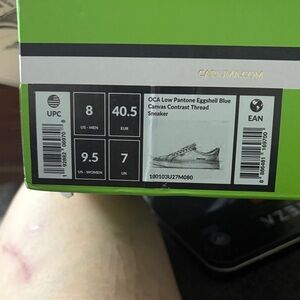 CARIUMA.COM
UPC
8
US - MEN
40.5
EUR
9.5
US - WOMEN
7
UK
OCA Low Pantone Eggshell Blue
Canvas Contrast Thread
Sneaker
100103U27M080
EAN